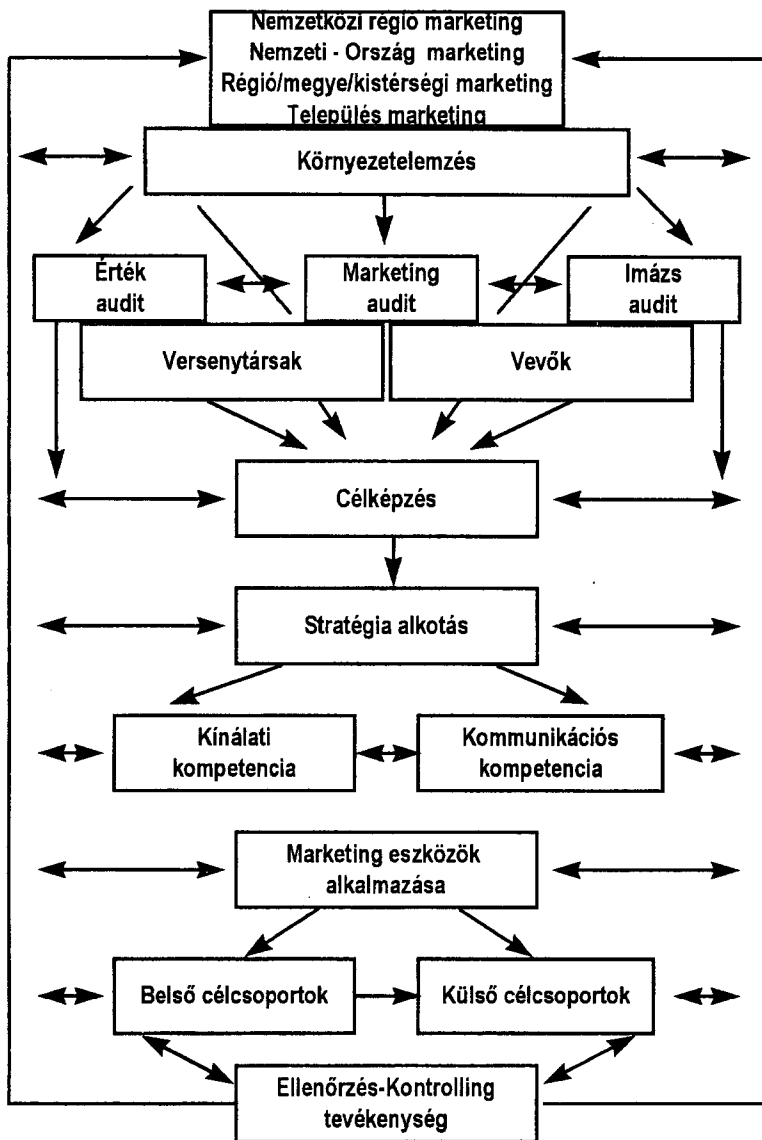 Nemzetközi régió marketing
Nemzeti - Ország marketing
Régió/megye/kistérségi marketing
Település marketing
Környezetelemzés
Érték
audit
Marketing
audit
Imázs
audit
Versenytársak
Vevők
Célképzés
Stratégia alkotás
Kínálati
kompetencia
Kommunikációs
kompetencia
Marketing eszközök
alkalmazása
Belső célcsoportok
Külső célcsoportok
Ellenőrzés-Kontrolling
tevékenység